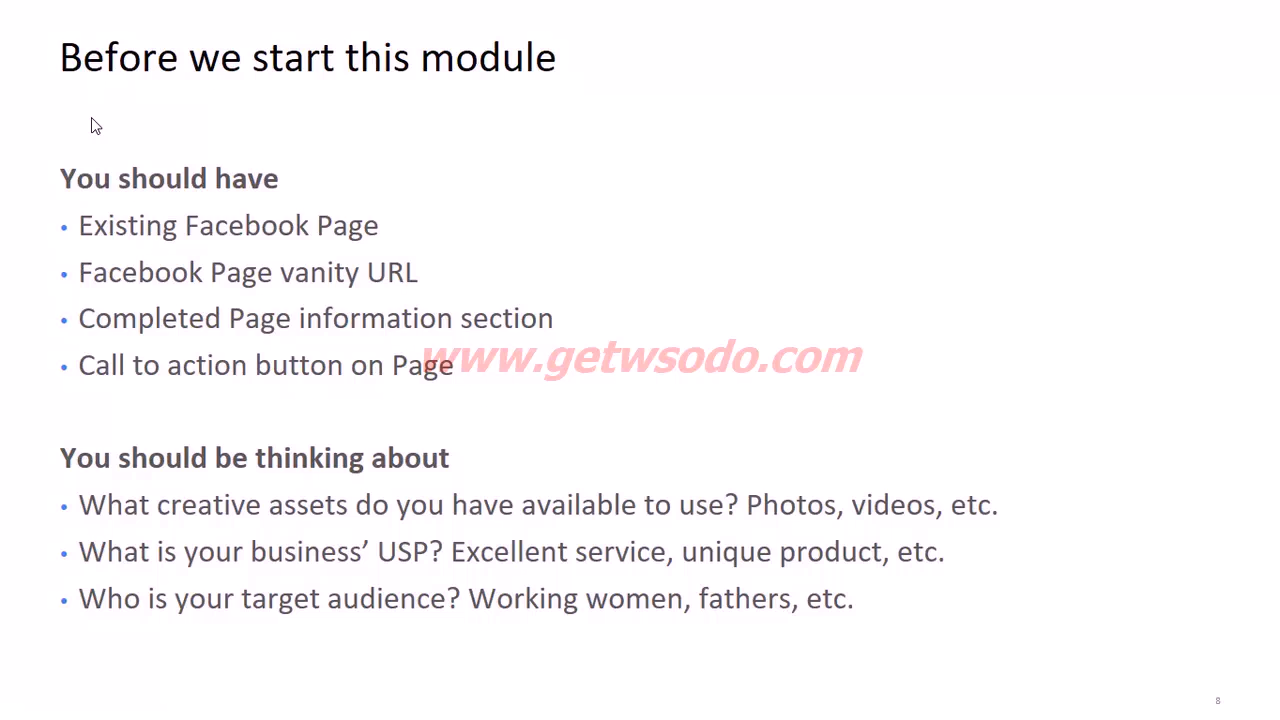 Before we start this module
You should have
• Existing Facebook Page
• Facebook Page vanity URL
• Completed Page information section
• Call to action button on Page
www.getwsodo.com
You should be thinking about
• What creative assets do you have available to use? Photos, videos, etc.
• What is your business’ USP? Excellent service, unique product, etc.
• Who is your target audience? Working women, fathers, etc.
8